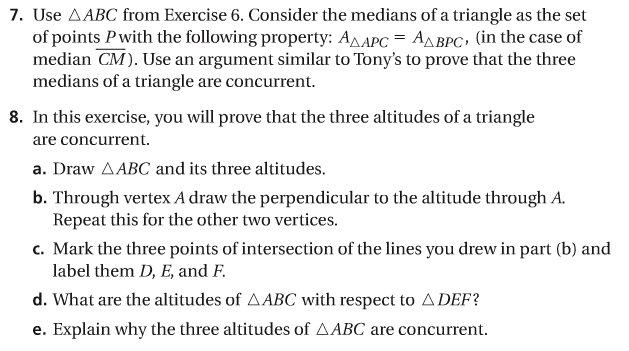 7. Use △ABC from Exercise 6. Consider the medians of a triangle as the set
of points P with the following property: A△APC = A△BPC, (in the case of
median CM). Use an argument similar to Tony's to prove that the three
medians of a triangle are concurrent.
8. In this exercise, you will prove that the three altitudes of a triangle
are concurrent.
a. Draw △ABC and its three altitudes.
b. Through vertex A draw the perpendicular to the altitude through A.
Repeat this for the other two vertices.
c. Mark the three points of intersection of the lines you drew in part (b) and
label them D, E, and F.
d. What are the altitudes of △ABC with respect to △DEF?
e. Explain why the three altitudes of △ABC are concurrent.